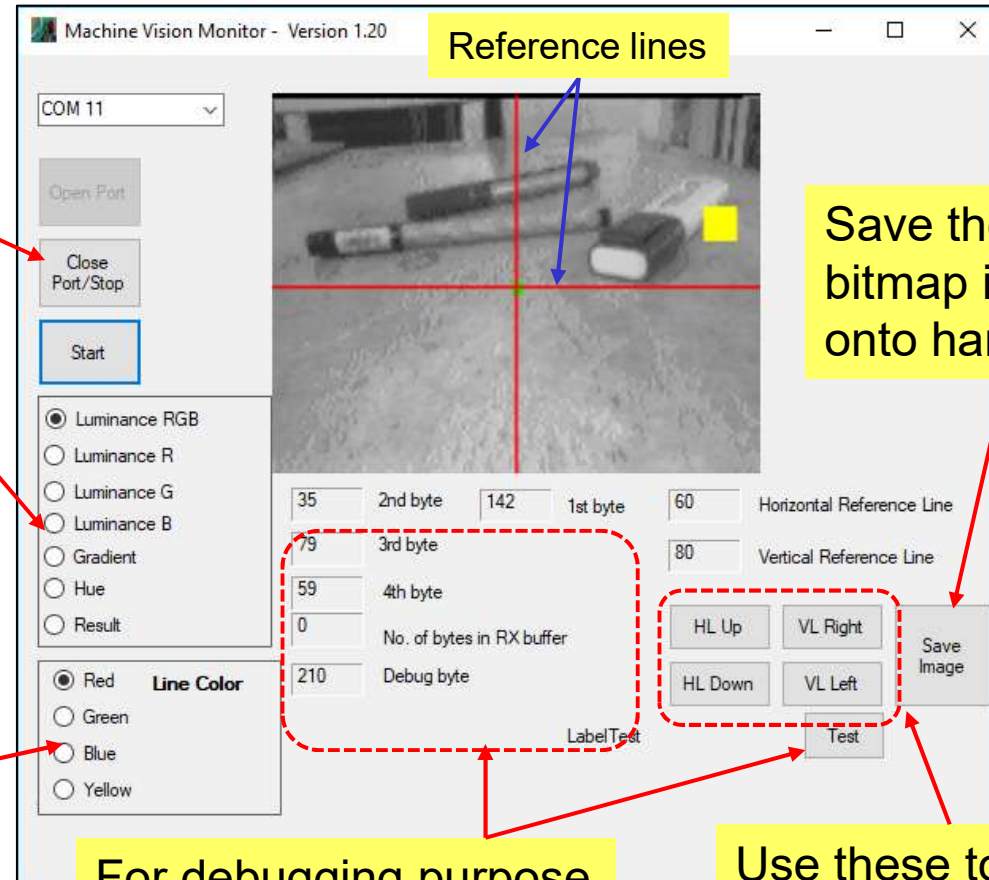 Machine Vision Monitor - Version 1.20
Reference lines
COM 11
Open Port
Close
Port/Stop
Start
Save the
bitmap i
onto har
Luminance RGB
Luminance R
Luminance G
Luminance B
Gradient
Hue
Result
35 2nd byte 142 1st byte 60 Horizontal Reference Line
79 3rd byte 80 Vertical Reference Line
59 4th byte
0 No. of bytes in RX buffer
210 Debug byte
HL Up VL Right
HL Down VL Left
Save
Image
LabelTest
Test
Red Line Color
Green
Blue
Yellow
For debugging purpose
Use these to